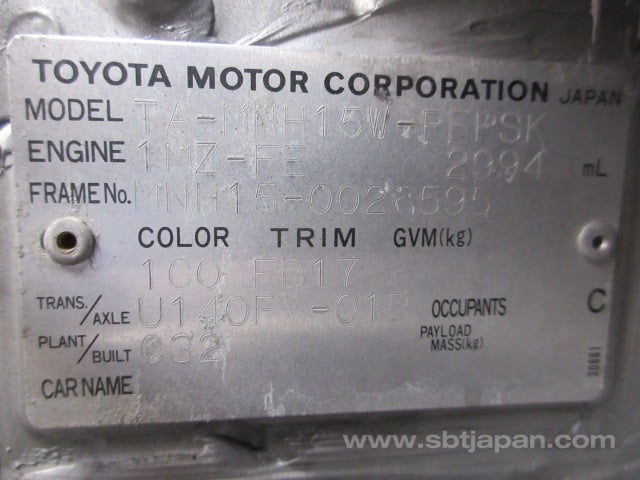 TOYOTA MOTOR CORPORATION JAPAN
MODEL TA-MNH15W-PFPSK
ENGINE 1MZ-FE 2994 mL
FRAME No. MNH15-0026595
COLOR TRIM GVM(kg)
1C0 FD17
TRANS./AXLE U140F -01B OCCUPANTS C
PLANT/BUILT C32 PAYLOAD MASS(kg)
CAR NAME
30881
www.sbtjapan.com